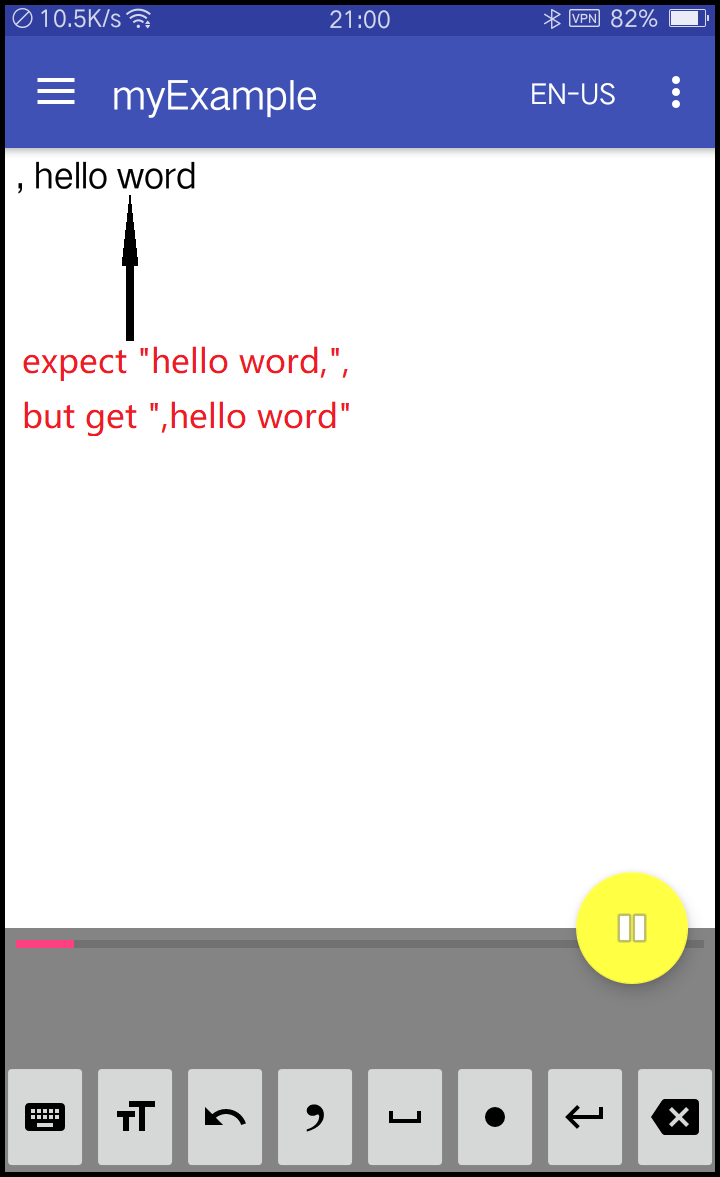 10.5K/s 21:00 VPN 82%
myExample EN-US
, hello word
expect "hello word,",
but get ",hello word"